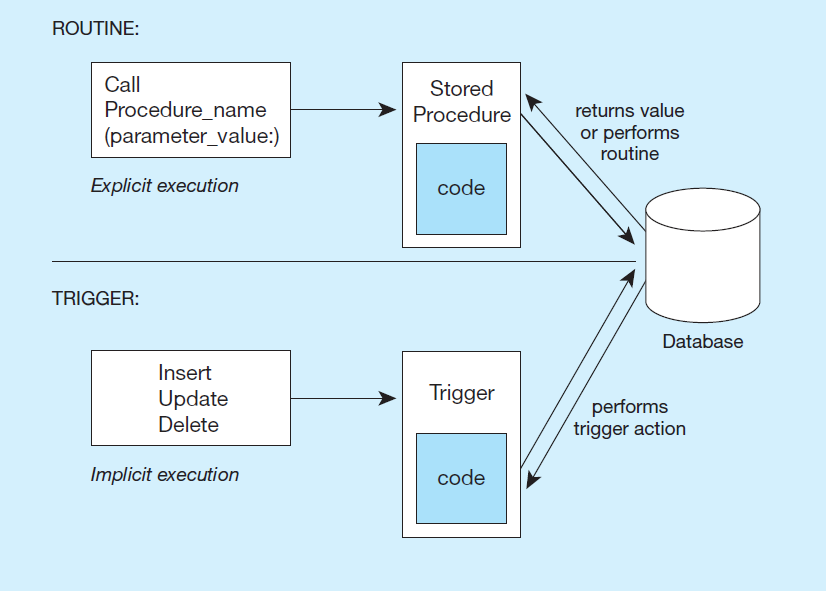 ROUTINE:
Call
Procedure_name
(parameter_value:)
Explicit execution
Stored
Procedure
code
returns value
or performs
routine
Database
TRIGGER:
Insert
Update
Delete
Implicit execution
Trigger
code
performs
trigger action